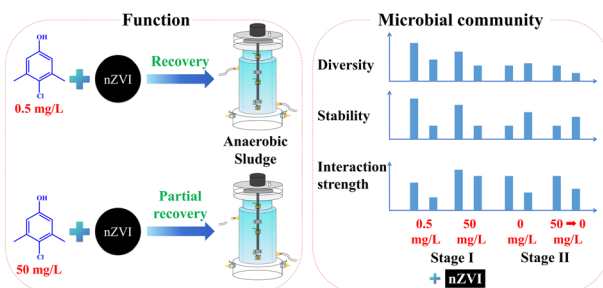 Function
OH
Cl
0.5 mg/L
nZVI
Recovery
Anaerobic
Sludge
OH
Cl
50 mg/L
nZVI
Partial
recovery
Microbial community
Diversity
Stability
Interaction
strength
0.5 50 0 50 ➡ 0
mg/L mg/L mg/L mg/L
Stage I Stage II
+ nZVI